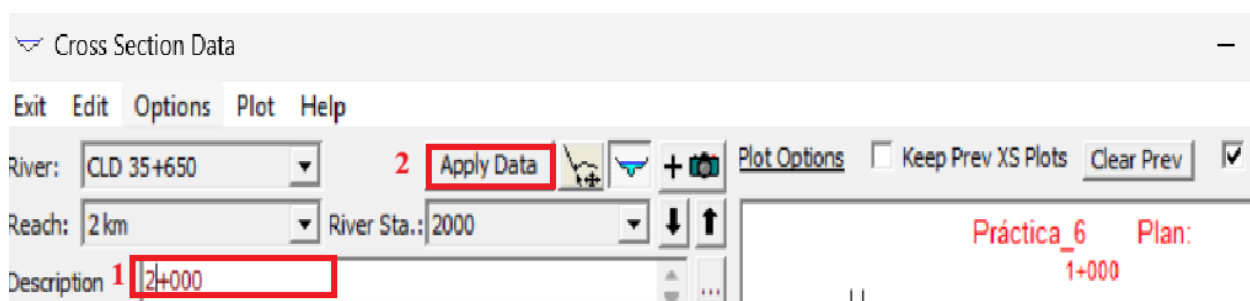 Cross Section Data
Exit Edit Options Plot Help
River: CLD 35+650 2 Apply Data Plot Options Keep Prev XS Plots Clear Prev
Reach: 2 km River Sta.: 2000
Description 1 2+000 ...
Práctica_6 Plan:
1+000